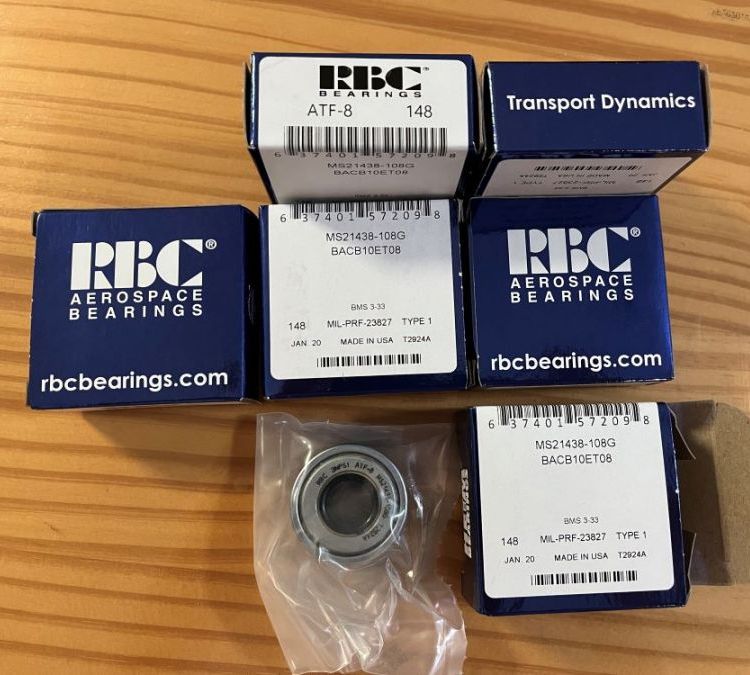 RBC®
BEARINGS
ATF-8 148
6 37401 57209 8
MS21438-108G
BACB10ET08
Transport Dynamics
RBC®
AEROSPACE
BEARINGS
rbcbearings.com
6 37401 57209 8
MS21438-108G
BACB10ET08
BMS 3-33
148 MIL-PRF-23827 TYPE 1
JAN. 20 MADE IN USA T2924A
RBC®
AEROSPACE
BEARINGS
rbcbearings.com
RBC ATF-8
6 37401 57209 8
MS21438-108G
BACB10ET08
BMS 3-33
148 MIL-PRF-23827 TYPE 1
JAN. 20 MADE IN USA T2924A